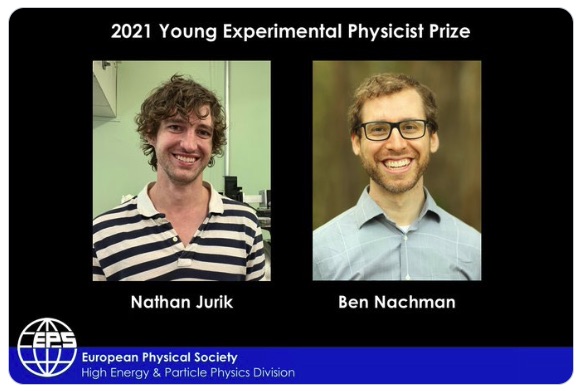 2021 Young Experimental Physicist Prize
Nathan Jurik
Ben Nachman
EPS
European Physical Society
High Energy & Particle Physics Division